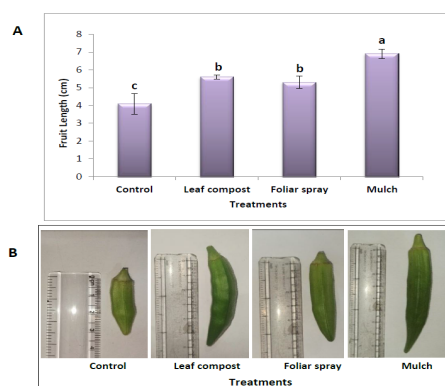 A
8
7
6
5
4
3
2
1
0
Fruit Length (cm)
c
b
b
a
Control
Leaf compost
Foliar spray
Mulch
Treatments
B
Control
Leaf compost
Foliar spray
Mulch
Treatments